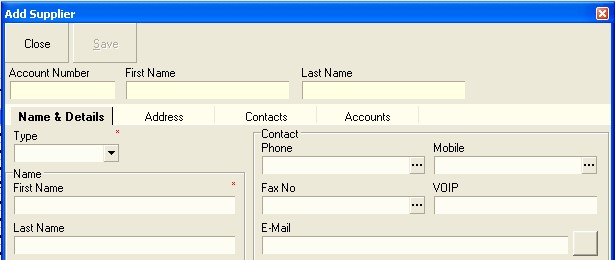 Add Supplier
Close Save
Account Number First Name Last Name
Name & Details Address Contacts Accounts
Type * Contact
Phone Mobile
Name
First Name * Fax No VOIP
Last Name E-Mail